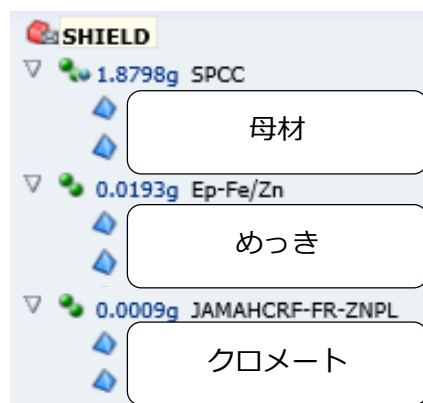 SHIELD
1.8798g SPCC
母材
0.0193g Ep-Fe/Zn
めっき
0.0009g JAMAHCRF-FR-ZNPL
クロメート